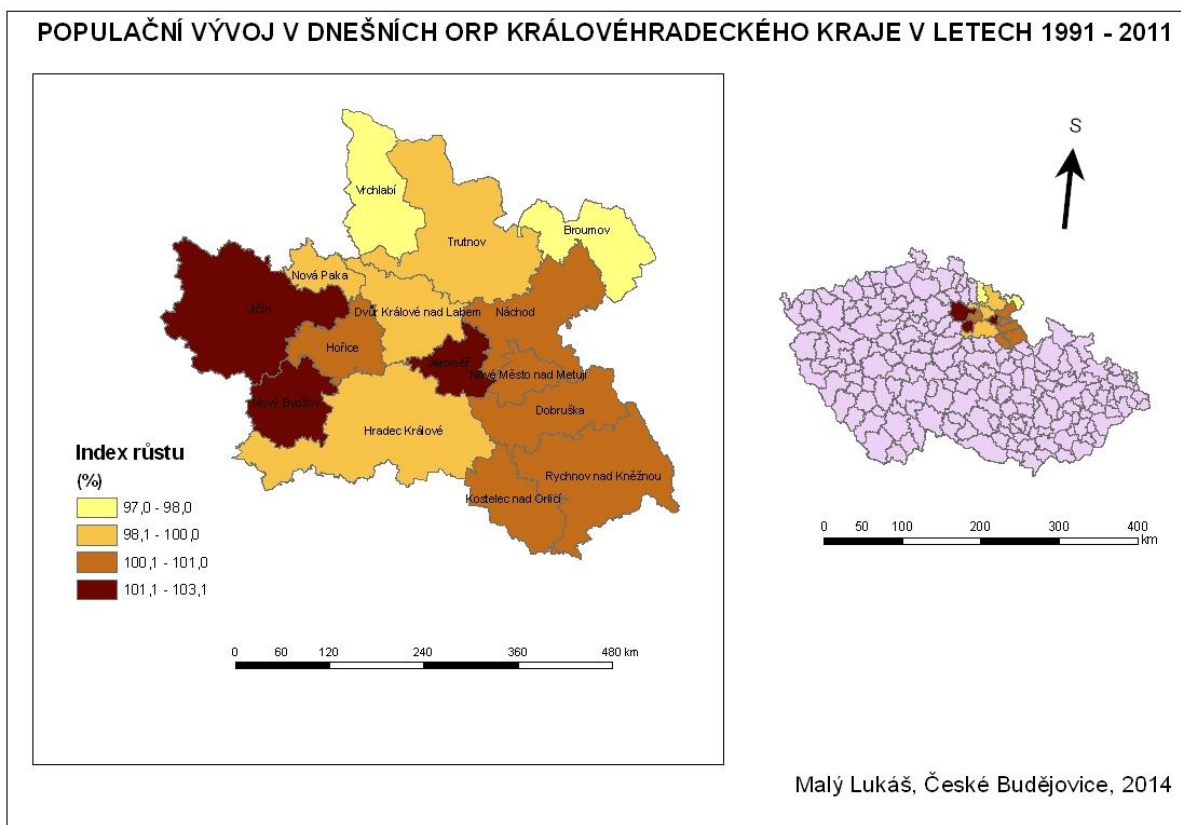 POPULAČNÍ VÝVOJ V DNEŠNÍCH ORP KRÁLOVÉHRADECKÉHO KRAJE V LETECH 1991 - 2011
S
Vrchlabí
Broumov
Trutnov
Nová Paka
Jičín
Dvůr Králové nad Labem
Náchod
Hořice
Jaroměř
Nové Město nad Metují
Nový Bydžov
Dobruška
Hradec Králové
Rychnov nad Kněžnou
Kostelec nad Orlicí
Index růstu
(%)
97,0 - 98,0
98,1 - 100,0
100,1 - 101,0
101,1 - 103,1
0 60 120 240 360 480 km
0 50 100 200 300 400
km
Malý Lukáš, České Budějovice, 2014